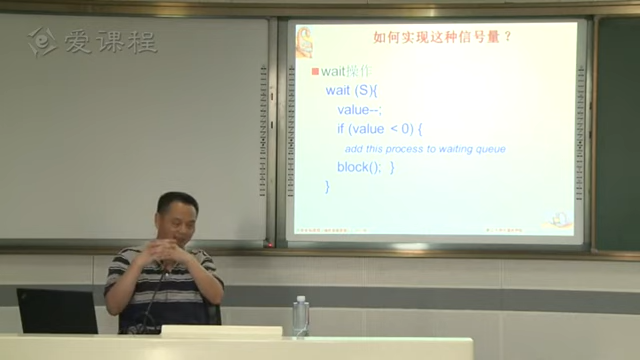 爱课程
如何实现这种信号量？
wait操作
wait (S){
value--;
if (value < 0) {
add this process to waiting queue
block(); }
}